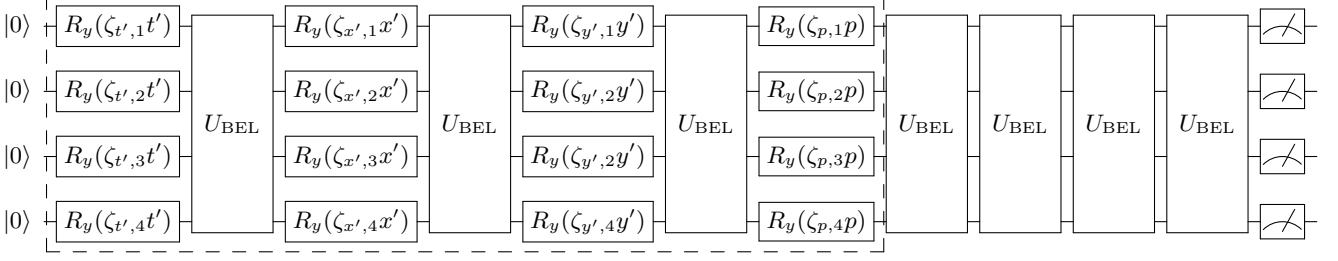 |0⟩ R_y(ζ_{t′,1}t′) R_y(ζ_{x′,1}x′) R_y(ζ_{y′,1}y′) R_y(ζ_{p,1}p)
|0⟩ R_y(ζ_{t′,2}t′) R_y(ζ_{x′,2}x′) R_y(ζ_{y′,2}y′) R_y(ζ_{p,2}p)
U_BEL U_BEL U_BEL U_BEL U_BEL U_BEL U_BEL
|0⟩ R_y(ζ_{t′,3}t′) R_y(ζ_{x′,3}x′) R_y(ζ_{y′,2}y′) R_y(ζ_{p,3}p)
|0⟩ R_y(ζ_{t′,4}t′) R_y(ζ_{x′,4}x′) R_y(ζ_{y′,4}y′) R_y(ζ_{p,4}p)